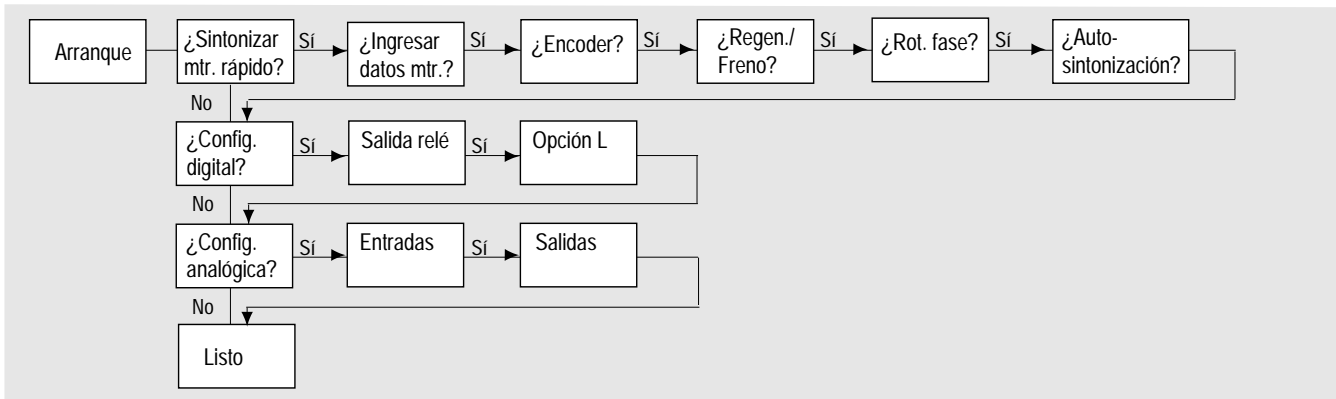 Arranque
¿Sintonizar
mtr. rápido?
Sí
¿Ingresar
datos mtr.?
Sí
¿Encoder?
Sí
¿Regen./
Freno?
Sí
¿Rot. fase?
Sí
¿Auto-
sintonización?
No
¿Config.
digital?
Sí
Salida relé
Sí
Opción L
No
¿Config.
analógica?
Sí
Entradas
Sí
Salidas
No
Listo